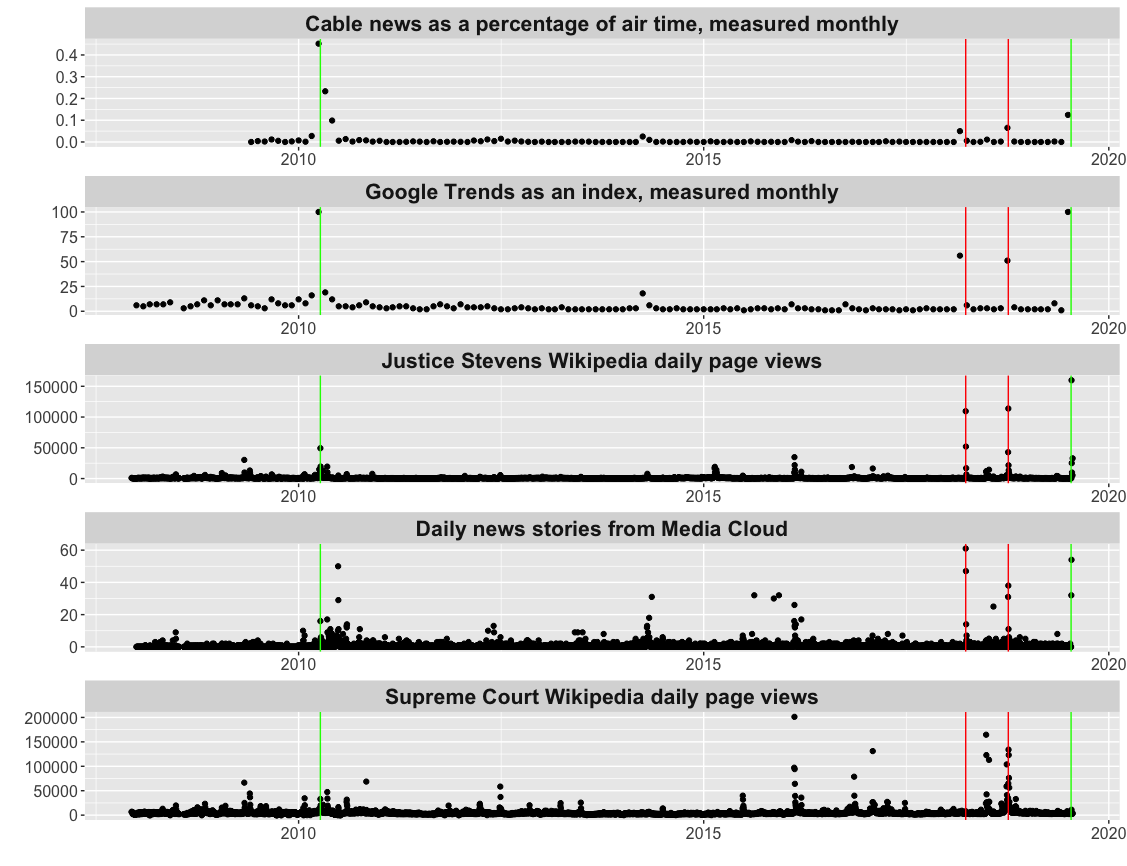 Cable news as a percentage of air time, measured monthly
0.4
0.3
0.2
0.1
0.0
2010 2015 2020
Google Trends as an index, measured monthly
100
75
50
25
0
2010 2015 2020
Justice Stevens Wikipedia daily page views
150000
100000
50000
0
2010 2015 2020
Daily news stories from Media Cloud
60
40
20
0
2010 2015 2020
Supreme Court Wikipedia daily page views
200000
150000
100000
50000
0
2010 2015 2020